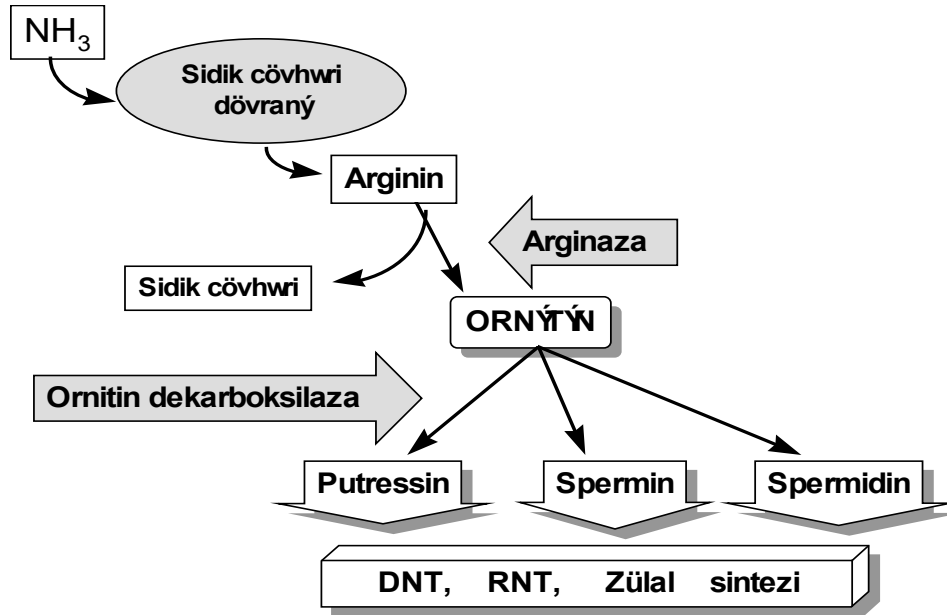 NH₃
Sidik cövhwri
dövraný
Arginin
Arginaza
Sidik cövhwri
ORNÝTÝN
Ornitin dekarboksilaza
Putressin
Spermin
Spermidin
DNT, RNT, Zülal sintezi